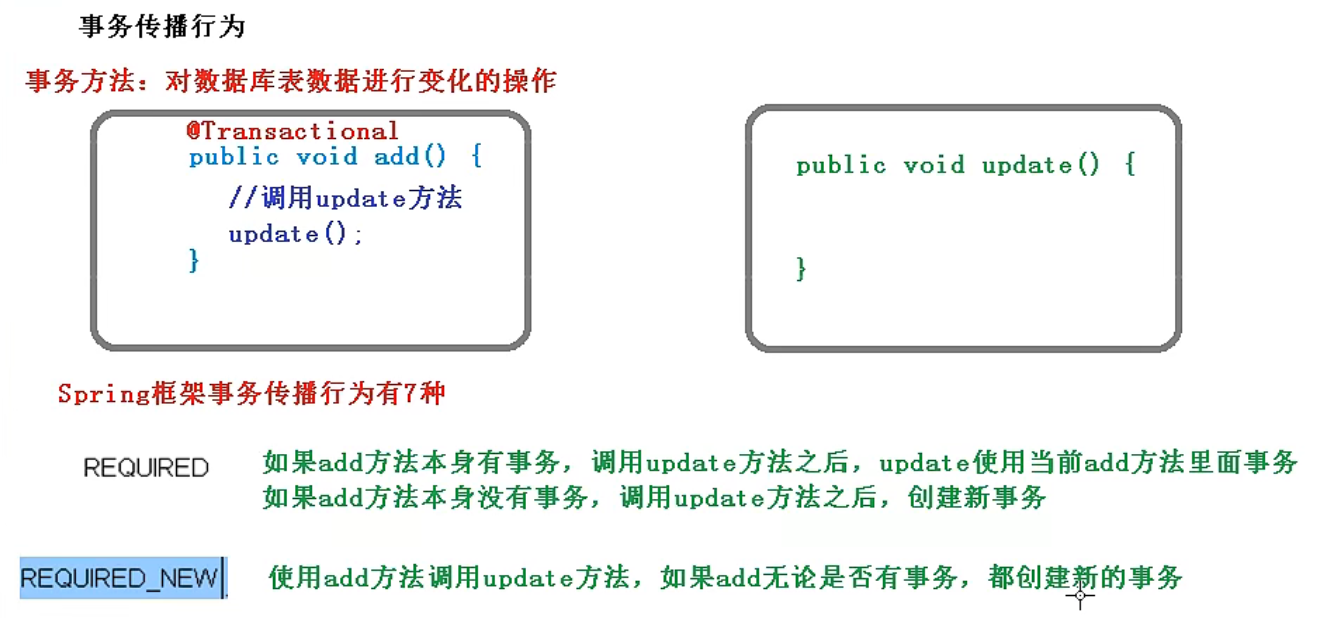 事务传播行为
事务方法：对数据库表数据进行变化的操作
@Transactional
public void add() {
//调用update方法
update();
}
public void update() {
}
Spring框架事务传播行为有7种
REQUIRED
如果add方法本身有事务，调用update方法之后，update使用当前add方法里面事务
如果add方法本身没有事务，调用update方法之后，创建新事务
REQUIRED_NEW
使用add方法调用update方法，如果add无论是否有事务，都创建新的事务